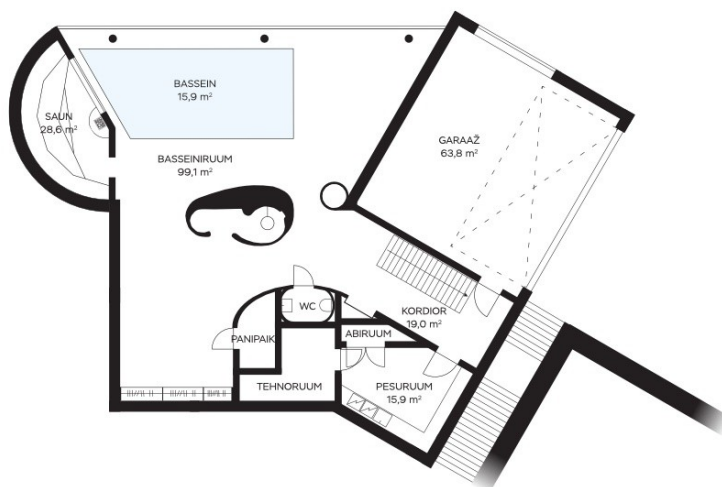 BASSEIN
15,9 m²
SAUN
28,6 m²
GARAAŽ
63,8 m²
BASSEINIRUUM
99,1 m²
WC
KORDIOR
19,0 m²
PANIPAIK
ABIRUUM
TEHNORUUM
PESURUUM
15,9 m²